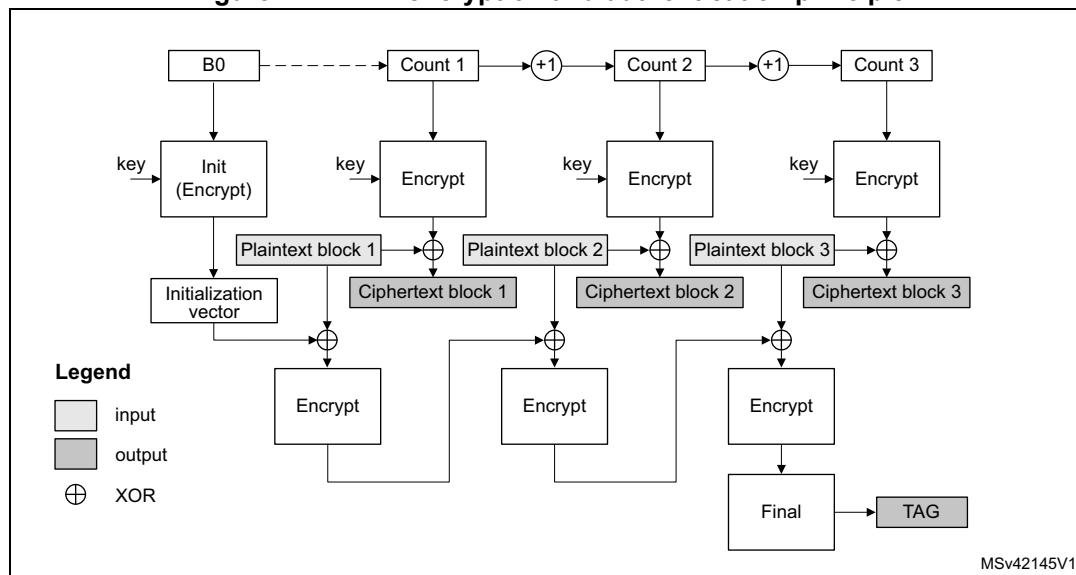 B0
Count 1
+1
Count 2
+1
Count 3
key
Init
(Encrypt)
key
Encrypt
key
Encrypt
key
Encrypt
Plaintext block 1
Plaintext block 2
Plaintext block 3
Ciphertext block 1
Ciphertext block 2
Ciphertext block 3
Initialization
vector
Legend
input
output
XOR
Encrypt
Encrypt
Encrypt
Final
TAG
MSv42145V1